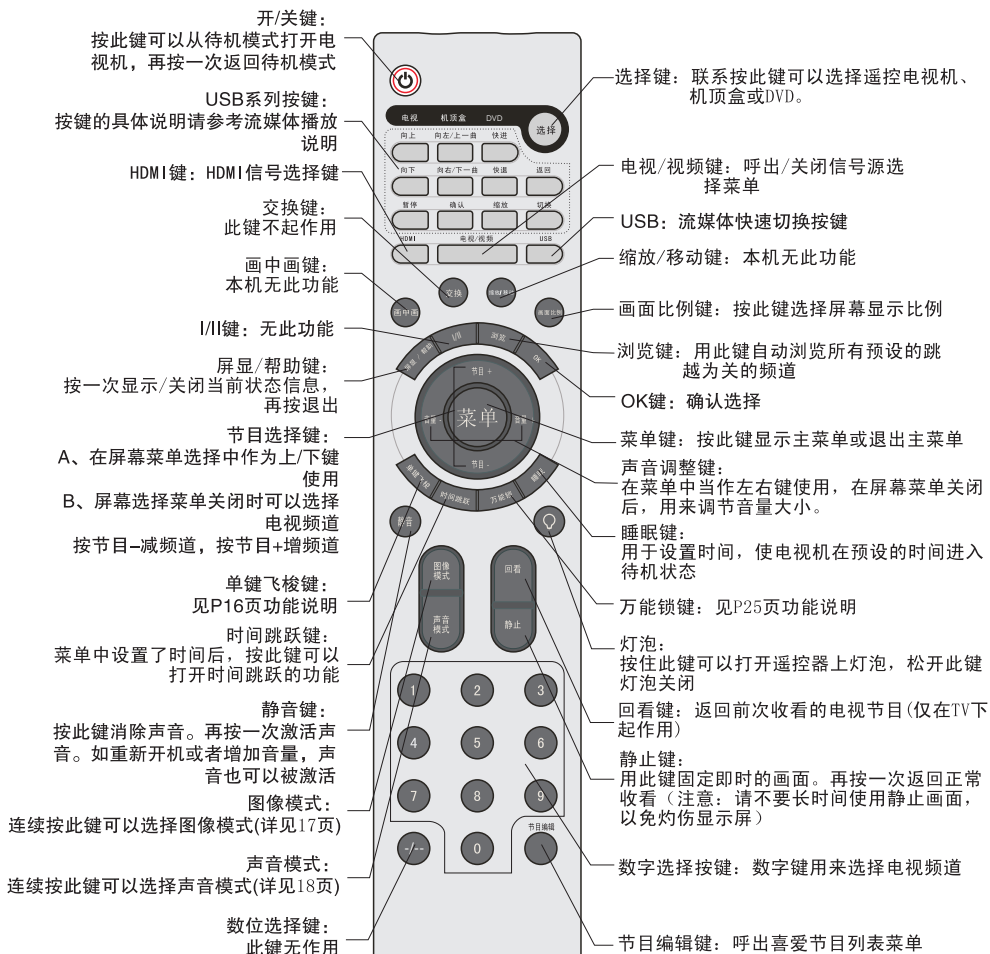 开/关键：
按此键可以从待机模式打开电
视机，再按一次返回待机模式
USB系列按键：
按键的具体说明请参考流媒体播放
说明
HDMI键：HDMI信号选择键
交换键：
此键不起作用
画中画键：
本机无此功能
I/II键：无此功能
屏显/帮助键：
按一次显示/关闭当前状态信息，
再按退出
节目选择键：
A、在屏幕菜单选择中作为上/下键
使用
B、屏幕选择菜单关闭时可以选择
电视频道
按节目–减频道，按节目+增频道
单键飞梭键：
见P16页功能说明
时间跳跃键：
菜单中设置了时间后，按此键可以
打开时间跳跃的功能
静音键：
按此键消除声音。再按一次激活声
音。如重新开机或者增加音量，声
音也可以被激活
图像模式：
连续按此键可以选择图像模式(详见17页)
声音模式：
连续按此键可以选择声音模式(详见18页)
数位选择键：
此键无作用
电视 机顶盒 DVD
选择
向上 向左/上一曲 快进
向下 向右/下一曲 快退 返回
暂停 确认 缩放 切换
HDMI 电视/视频 USB
交换 缩放/移动
画中画 画面比例
屏显/帮助 I/II 浏览 OK
节目 +
音量 - 菜单 音量
节目 -
单键飞梭 时间跳跃 万能锁 睡眠
静音
图像
模式
回看
声音
模式
静止
1 2 3
4 5 6
7 8 9
-/-- 0 节目编辑
选择键：联系按此键可以选择遥控电视机、
机顶盒或DVD。
电视/视频键：呼出/关闭信号源选
择菜单
USB：流媒体快速切换按键
缩放/移动键：本机无此功能
画面比例键：按此键选择屏幕显示比例
浏览键：用此键自动浏览所有预设的跳
越为关的频道
OK键：确认选择
菜单键：按此键显示主菜单或退出主菜单
声音调整键：
在菜单中当作左右键使用，在屏幕菜单关闭
后，用来调节音量大小。
睡眠键：
用于设置时间，使电视机在预设的时间进入
待机状态
万能锁键：见P25页功能说明
灯泡：
按住此键可以打开遥控器上灯泡，松开此键
灯泡关闭
回看键：返回前次收看的电视节目(仅在TV下
起作用)
静止键：
用此键固定即时的画面。再按一次返回正常
收看（注意：请不要长时间使用静止画面，
以免灼伤显示屏）
数字选择按键：数字键用来选择电视频道
节目编辑键：呼出喜爱节目列表菜单